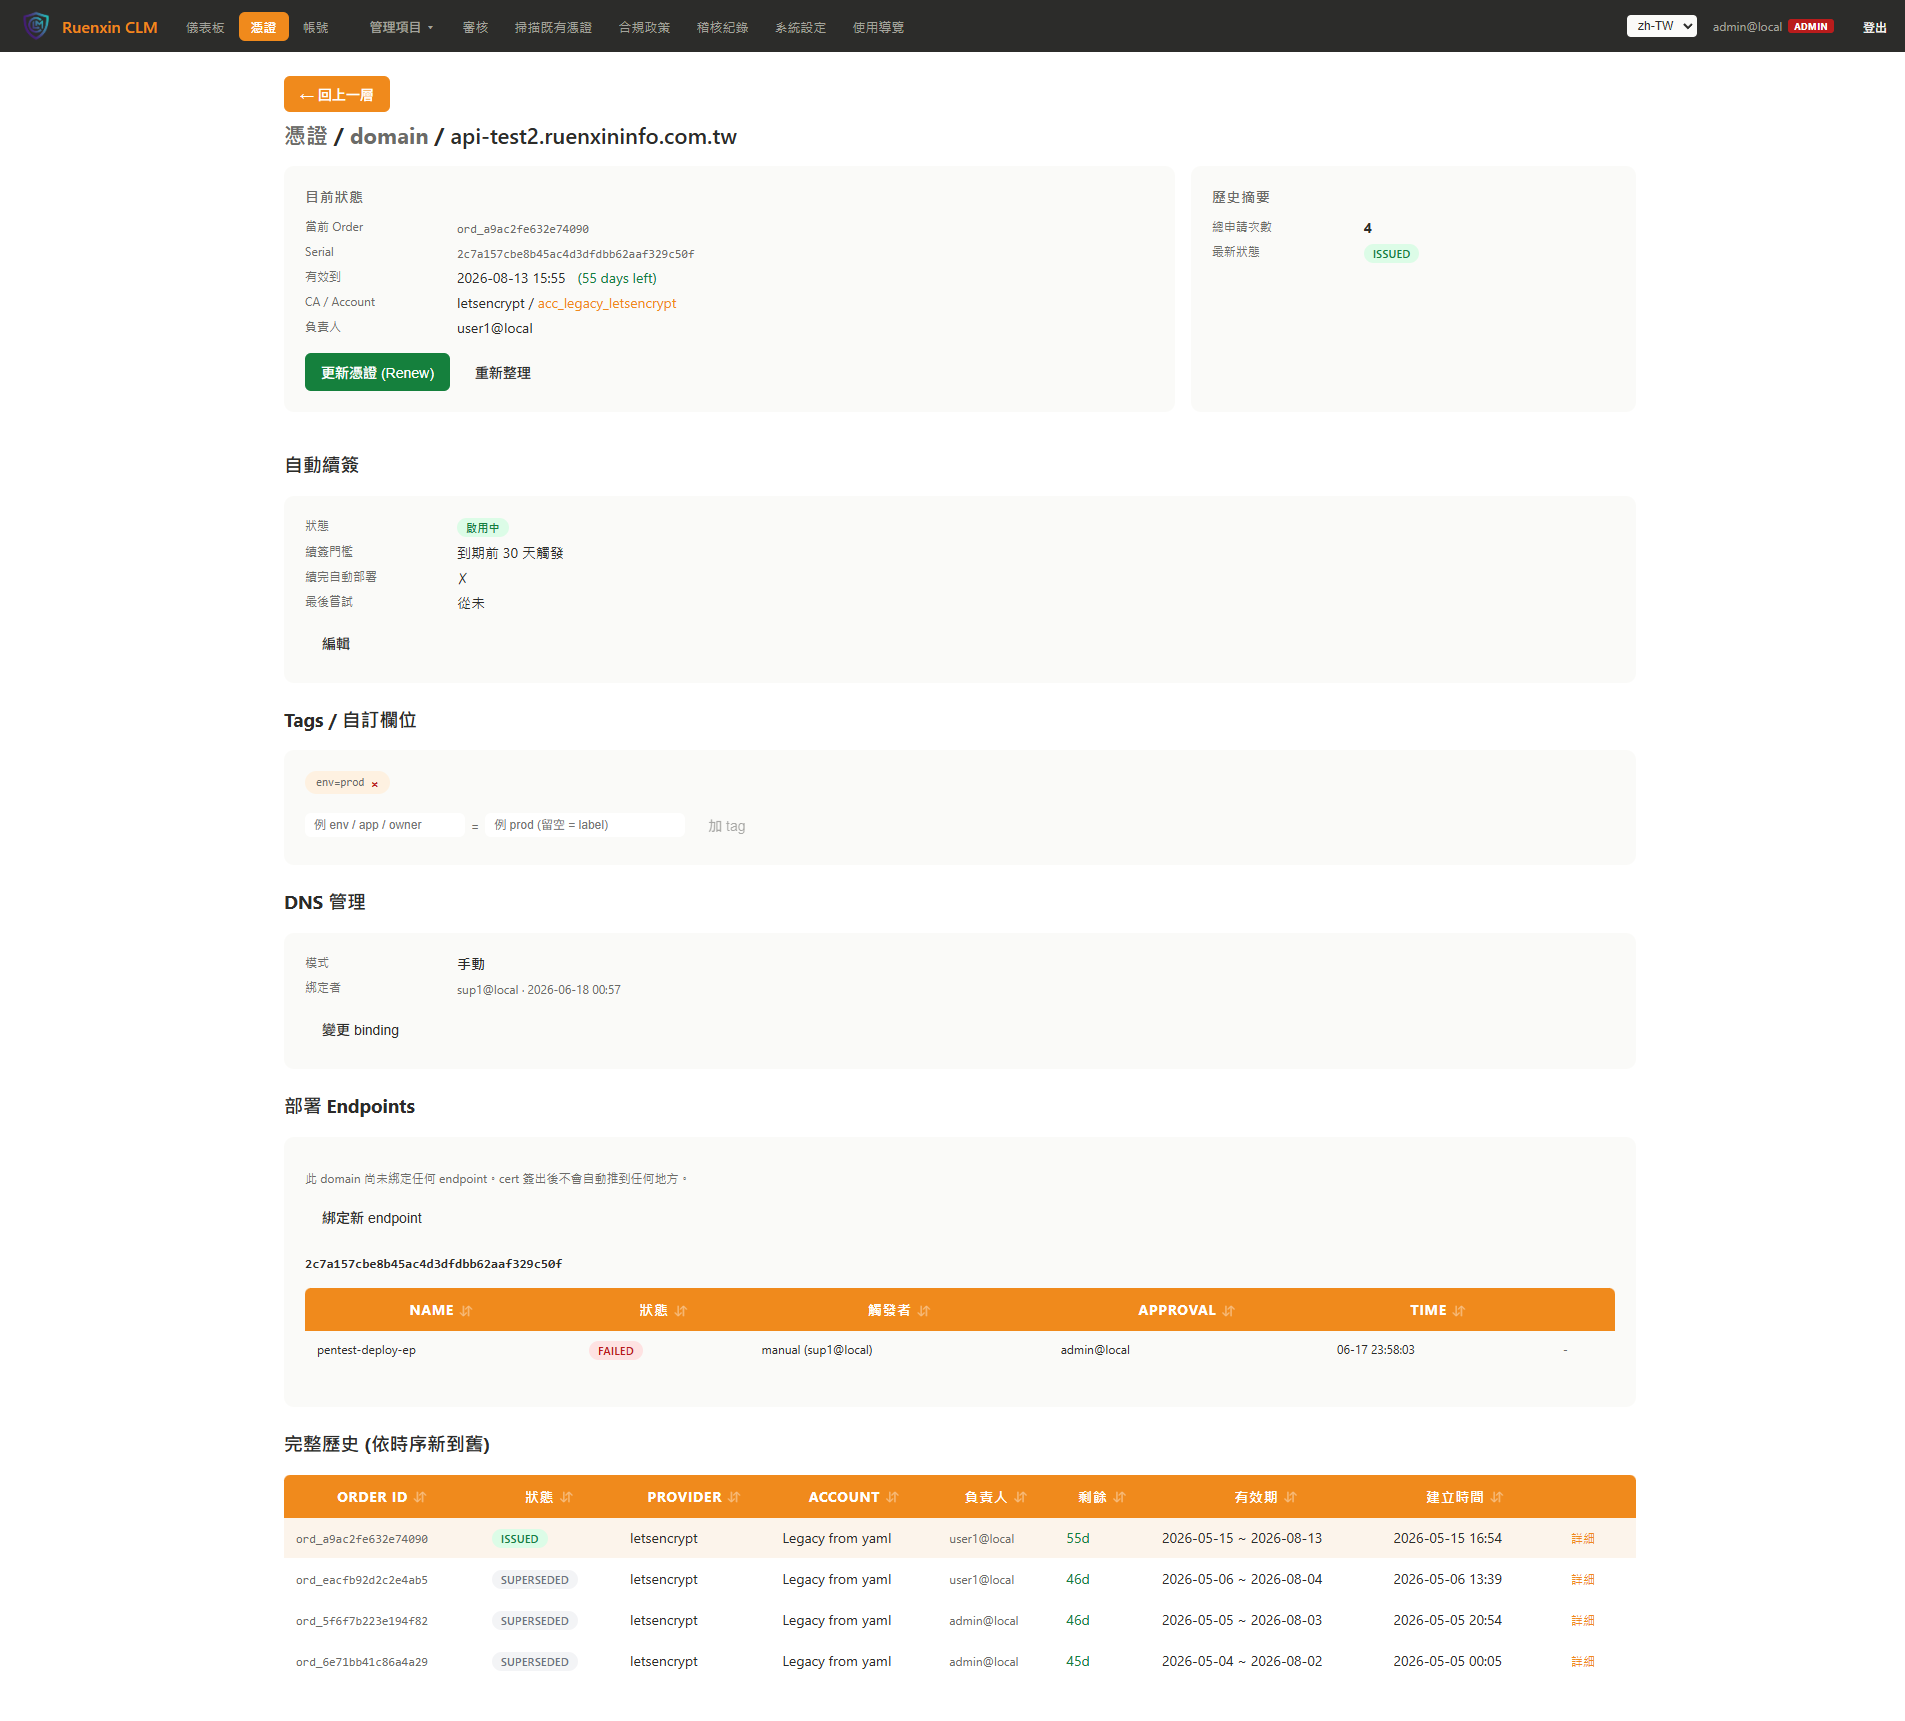 Ruenxin CLM 儀表板 憑證 帳號 管理項目 審核 掃描既有憑證 合規政策 稽核紀錄 系統設定 使用導覽 zh-TW admin@local ADMIN 登出
← 回上一層
憑證 / domain / api-test2.ruenxininfo.com.tw
目前狀態
當前 Order ord_a9ac2fe632e74090
Serial 2c7a157cbe8b45ac4d3dfdbb62aaf329c50f
有效到 2026-08-13 15:55 (55 days left)
CA / Account letsencrypt / acc_legacy_letsencrypt
負責人 user1@local
更新憑證 (Renew) 重新整理
歷史摘要
總申請次數 4
最新狀態 ISSUED
自動續簽
狀態 啟用中
續簽門檻 到期前 30 天觸發
續完自動部署 ✗
最後嘗試 從未
編輯
Tags / 自訂欄位
env=prod ×
例 env / app / owner = 例 prod (留空 = label) 加 tag
DNS 管理
模式 手動
綁定者 sup1@local · 2026-06-18 00:57
變更 binding
部署 Endpoints
此 domain 尚未綁定任何 endpoint。cert 簽出後不會自動推到任何地方。
綁定新 endpoint
2c7a157cbe8b45ac4d3dfdbb62aaf329c50f
NAME 狀態 觸發者 APPROVAL TIME
pentest-deploy-ep FAILED manual (sup1@local) admin@local 06-17 23:58:03 -
完整歷史 (依時序新到舊)
ORDER ID 狀態 PROVIDER ACCOUNT 負責人 剩餘 有效期 建立時間
ord_a9ac2fe632e74090 ISSUED letsencrypt Legacy from yaml user1@local 55d 2026-05-15 ~ 2026-08-13 2026-05-15 16:54 詳細
ord_eacfb92d2c2e4ab5 SUPERSEDED letsencrypt Legacy from yaml user1@local 46d 2026-05-06 ~ 2026-08-04 2026-05-06 13:39 詳細
ord_5f6f7b223e194f82 SUPERSEDED letsencrypt Legacy from yaml admin@local 46d 2026-05-05 ~ 2026-08-03 2026-05-05 20:54 詳細
ord_6e71bb41c86a4a29 SUPERSEDED letsencrypt Legacy from yaml admin@local 45d 2026-05-04 ~ 2026-08-02 2026-05-05 00:05 詳細